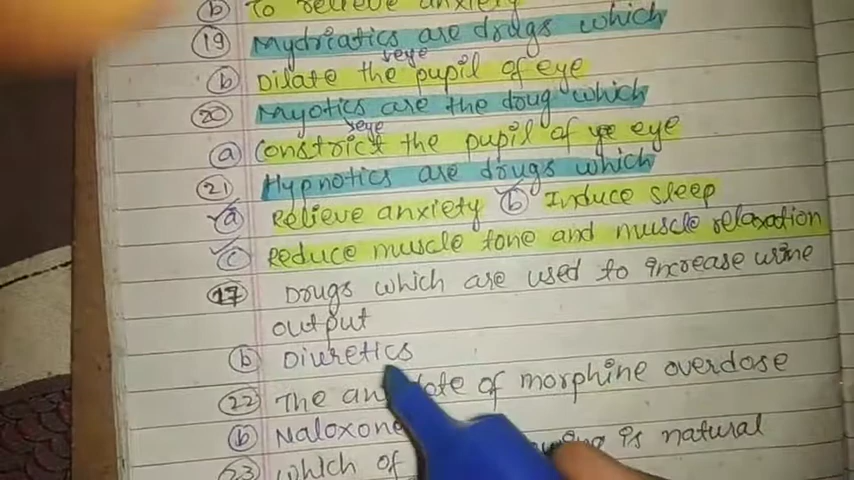 (b) To relieve anxiety
(19) Mydriatics are drugs which
eye
(b) Dilate the pupil of eye
(20) Myotics are the doug which
eye
(a) Constrict the pupil of eye
(21) Hypnotics are drugs which
(a) Relieve anxiety (b) Induce sleep
(c) Reduce muscle tone and muscle relaxation
(17) Drugs which are used to increase urine
output
(b) Diuretics
(22) The of morphine overdose
(b) Naloxone
(23) which of is natural